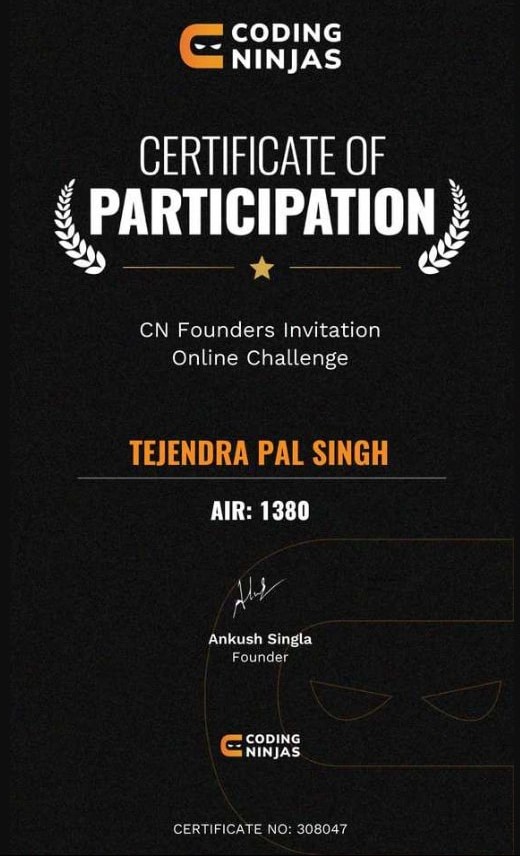 CODING
NINJAS
CERTIFICATE OF
PARTICIPATION
CN Founders Invitation
Online Challenge
TEJENDRA PAL SINGH
AIR: 1380
Ankush Singla
Founder
CODING
NINJAS
CERTIFICATE NO: 308047